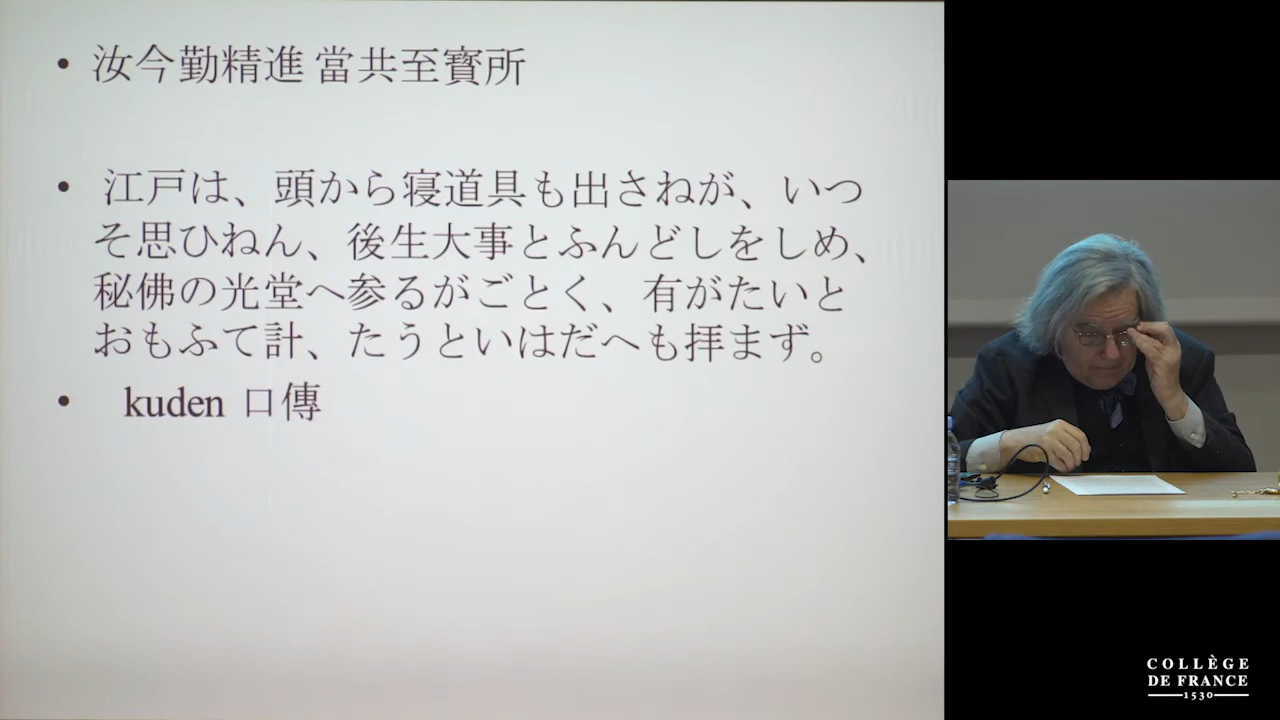 • 汝今勤精進 當共至寳所
• 江戸は、頭から寝道具も出さねが、いつ
そ思ひねん、後生大事とふんどしをしめ、
秘佛の光堂へ参るがごとく、有がたいと
おもふて計、たうといはだへも拝まず。
• kuden 口傳
COLLÈGE
DE FRANCE
1530